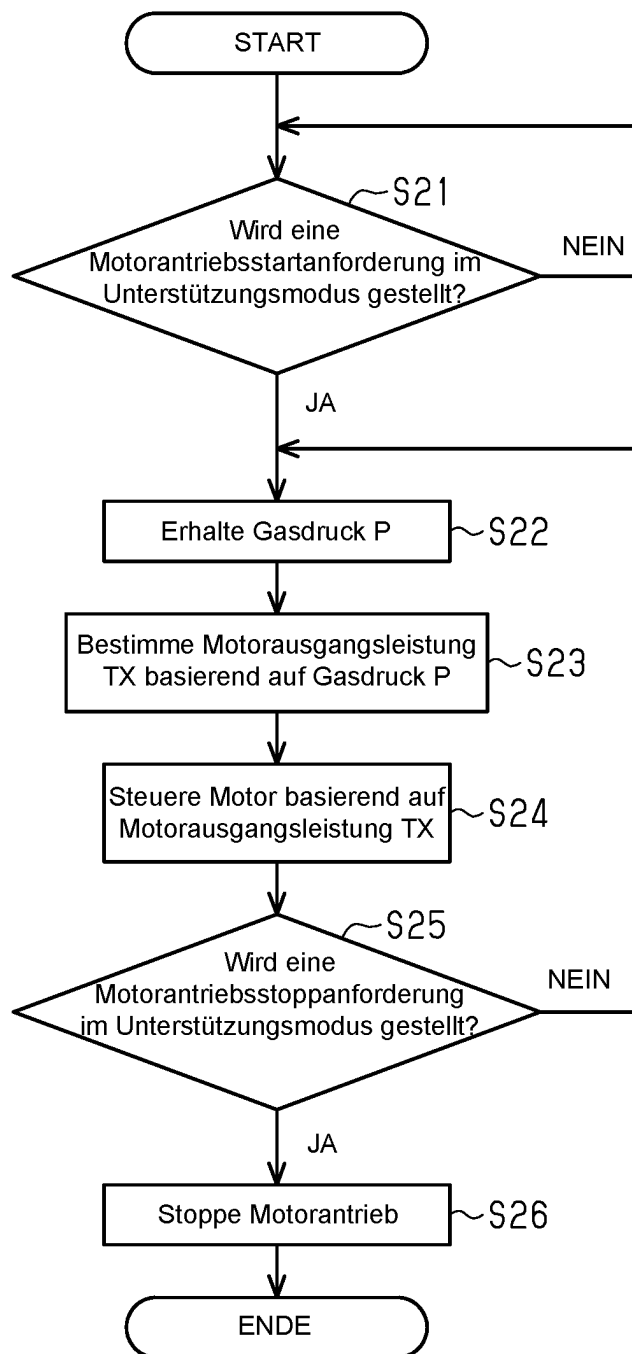 START
S21
Wird eine
Motorantriebsstartanforderung im
Unterstützungsmodus gestellt?
NEIN
JA
Erhalte Gasdruck P
S22
Bestimme Motorausgangsleistung
TX basierend auf Gasdruck P
S23
Steuere Motor basierend auf
Motorausgangsleistung TX
S24
S25
Wird eine
Motorantriebsstoppanforderung
im Unterstützungsmodus gestellt?
NEIN
JA
Stoppe Motorantrieb
S26
ENDE